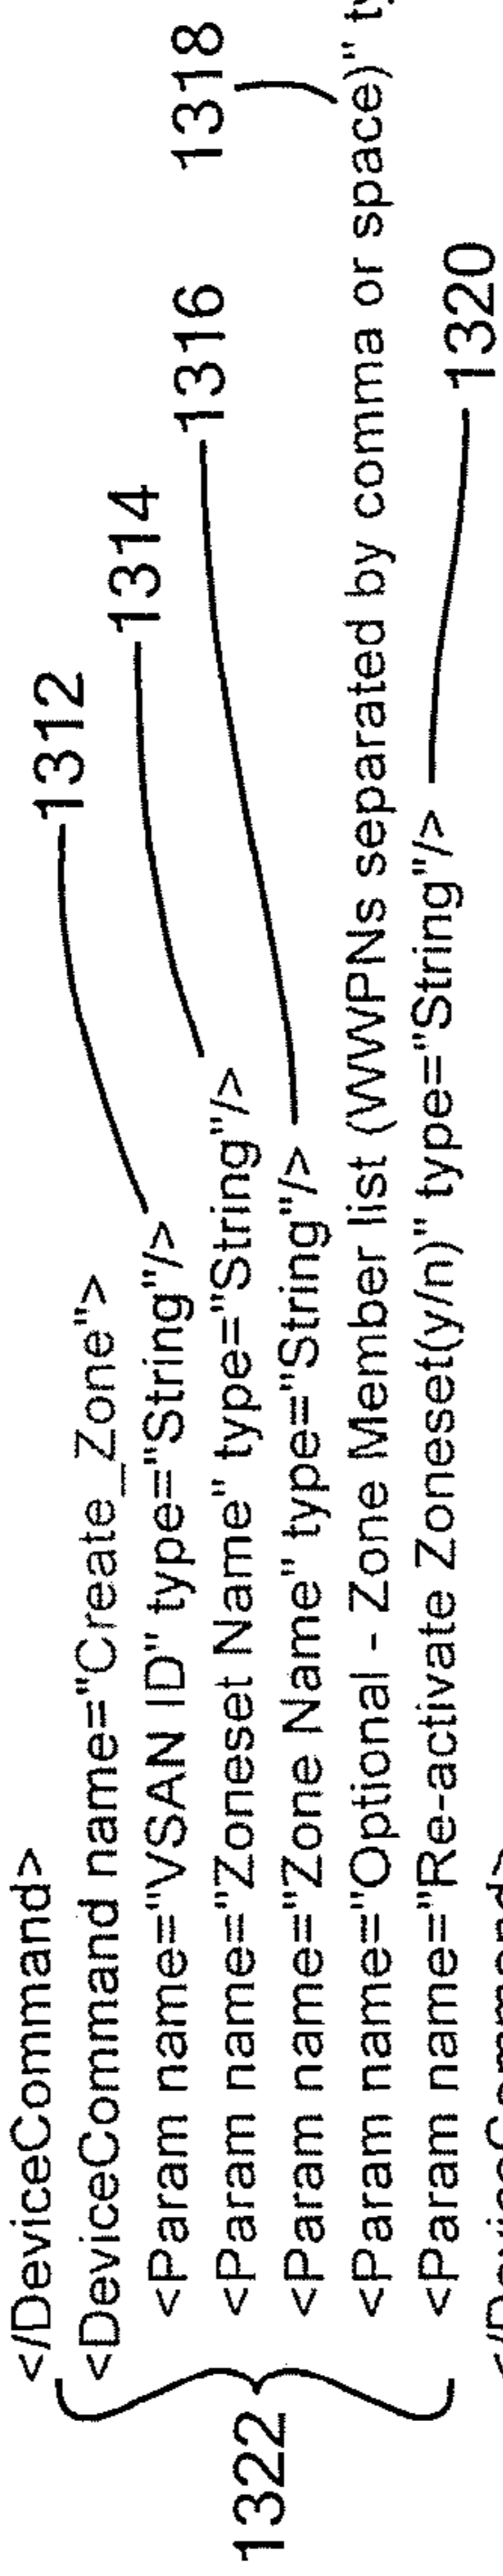 </DeviceCommand>
<DeviceCommand name="Create_Zone">
<Param name="VSAN ID" type="String"/>
1312
<Param name="Zoneset Name" type="String"/>
1314
<Param name="Zone Name" type="String"/>
1316
<Param name="Optional - Zone Member list (WWPNs separated by comma or space)"
1318
<Param name="Re-activate Zoneset(y/n)" type="String"/>
1320
</DeviceCommand>
1322